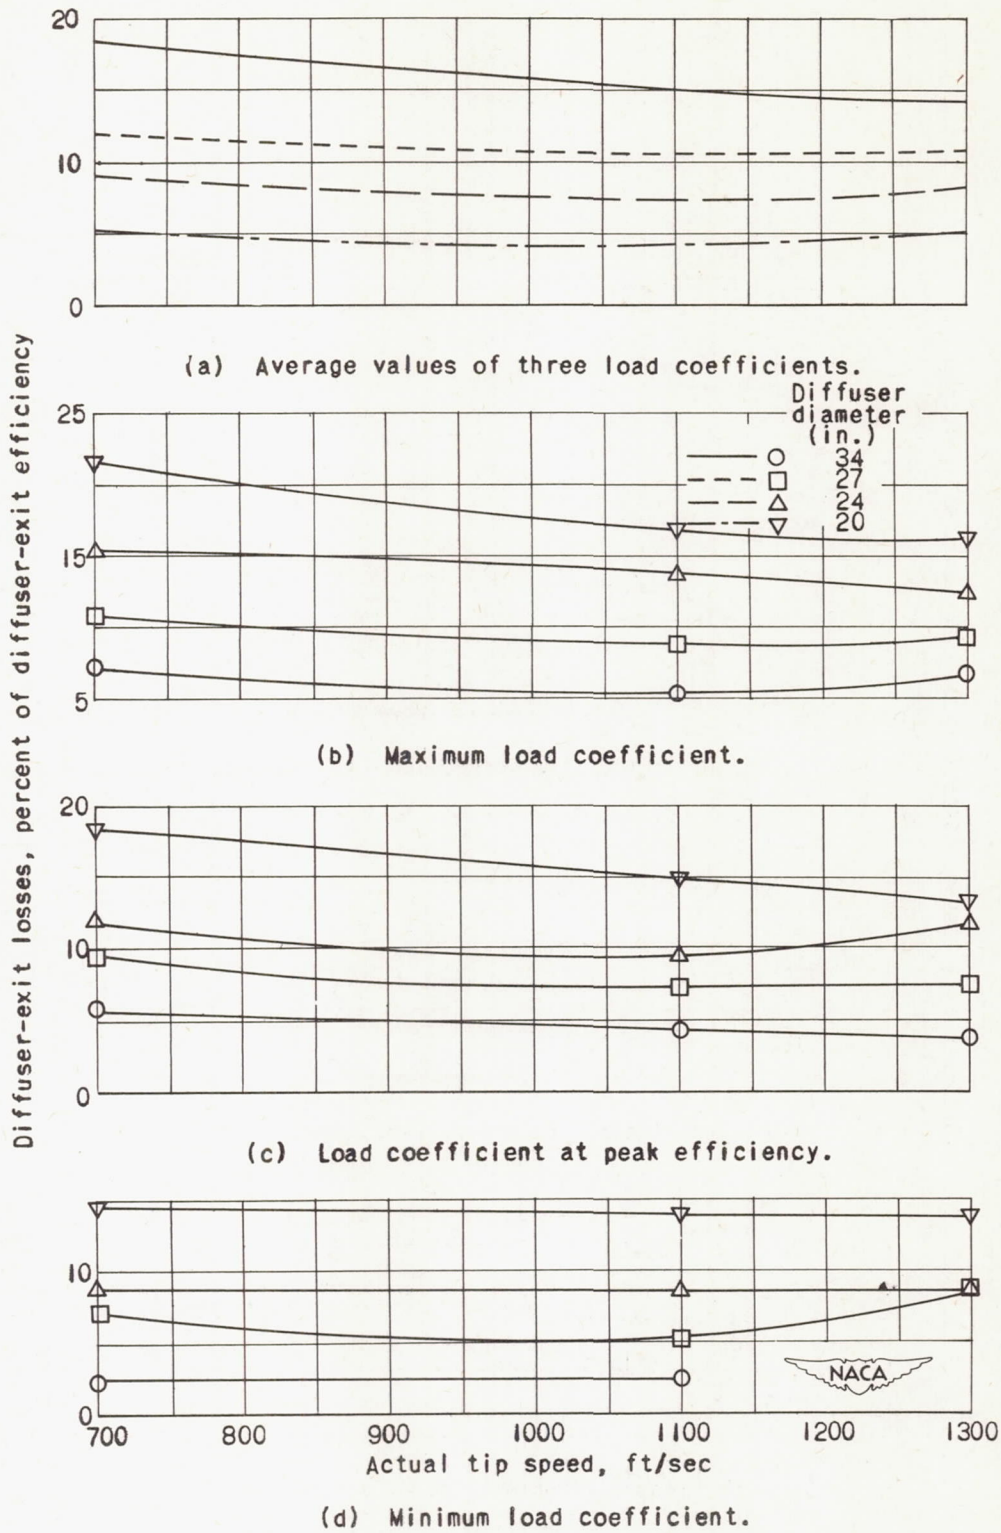 20
10
0
(a) Average values of three load coefficients.
Diffuser-exit losses, percent of diffuser-exit efficiency
Diffuser
diameter
(in.)
34
27
24
20
25
15
5
(b) Maximum load coefficient.
20
10
0
(c) Load coefficient at peak efficiency.
10
0
NACA
700 800 900 1000 1100 1200 1300
Actual tip speed, ft/sec
(d) Minimum load coefficient.